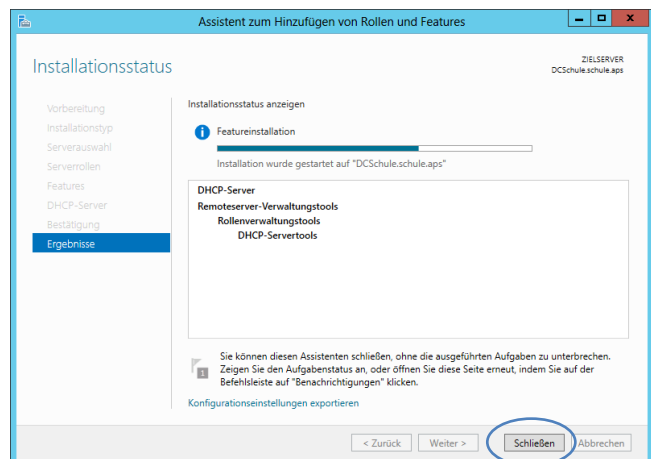 Assistent zum Hinzufügen von Rollen und Features
Installationsstatus
ZIELSERVER
DCSchule.schule.aps
Vorbereitung
Installationstyp
Serverauswahl
Serverrollen
Features
DHCP-Server
Bestätigung
Ergebnisse
Installationsstatus anzeigen
Featureinstallation
Installation wurde gestartet auf "DCSchule.schule.aps"
DHCP-Server
Remoteserver-Verwaltungstools
Rollenverwaltungstools
DHCP-Servertools
1
Sie können diesen Assistenten schließen, ohne die ausgeführten Aufgaben zu unterbrechen.
Zeigen Sie den Aufgabenstatus an, oder öffnen Sie diese Seite erneut, indem Sie auf der
Befehlsleiste auf "Benachrichtigungen" klicken.
Konfigurationseinstellungen exportieren
< Zurück Weiter > Schließen Abbrechen